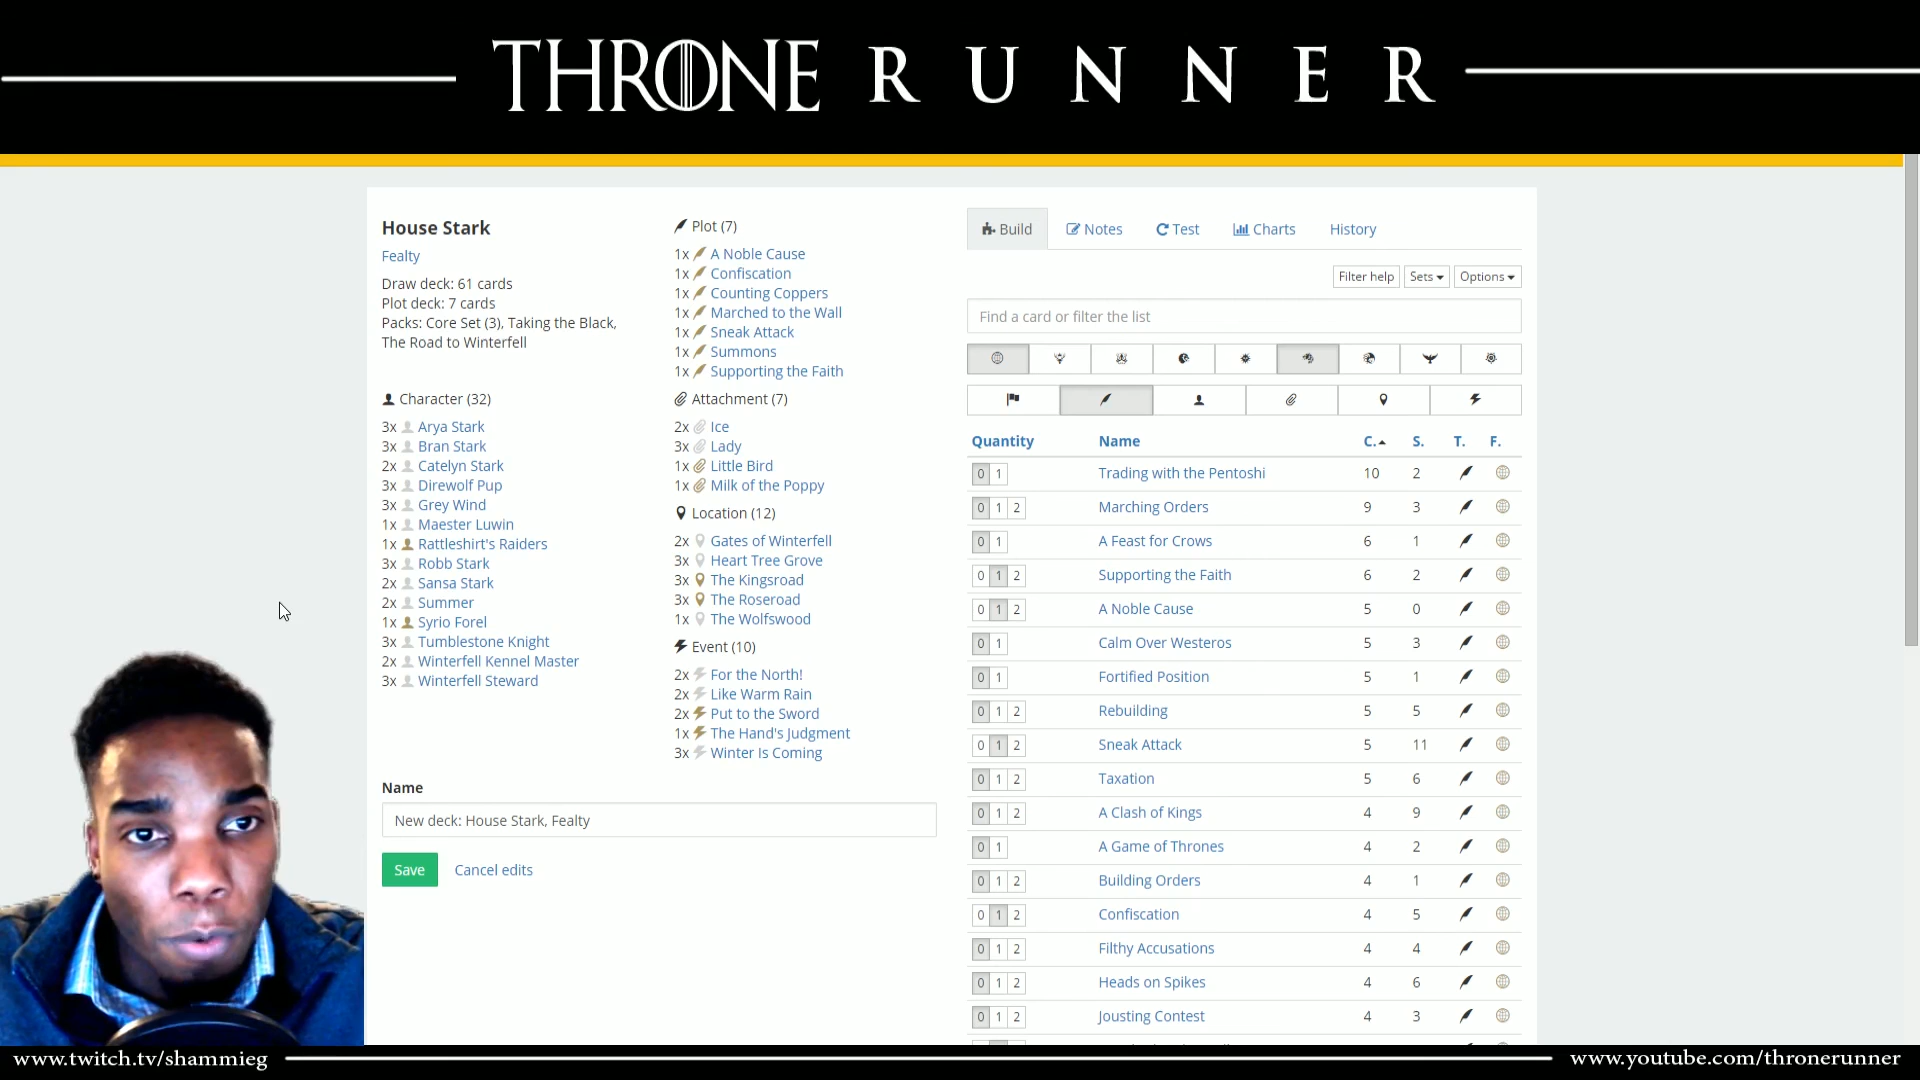 THRONE RUNNER
House Stark
Fealty
Draw deck: 61 cards
Plot deck: 7 cards
Packs: Core Set (3), Taking the Black,
The Road to Winterfell
Character (32)
3x Arya Stark
3x Bran Stark
2x Catelyn Stark
3x Direwolf Pup
3x Grey Wind
1x Maester Luwin
1x Rattleshirt's Raiders
3x Robb Stark
2x Sansa Stark
2x Summer
1x Syrio Forel
3x Tumblestone Knight
2x Winterfell Kennel Master
3x Winterfell Steward
Plot (7)
1x A Noble Cause
1x Confiscation
1x Counting Coppers
1x Marched to the Wall
1x Sneak Attack
1x Summons
1x Supporting the Faith
Attachment (7)
2x Ice
3x Lady
1x Little Bird
1x Milk of the Poppy
Location (12)
2x Gates of Winterfell
3x Heart Tree Grove
3x The Kingsroad
3x The Roseroad
1x The Wolfswood
Event (10)
2x For the North!
2x Like Warm Rain
2x Put to the Sword
1x The Hand's Judgment
3x Winter Is Coming
Name
New deck: House Stark, Fealty
Save Cancel edits
Build Notes Test Charts History
Filter help Sets Options
Find a card or filter the list
Quantity Name C. S. T. F.
0 1 Trading with the Pentoshi 10 2
0 1 2 Marching Orders 9 3
0 1 A Feast for Crows 6 1
0 1 2 Supporting the Faith 6 2
0 1 2 A Noble Cause 5 0
0 1 Calm Over Westeros 5 3
0 1 Fortified Position 5 1
0 1 2 Rebuilding 5 5
0 1 2 Sneak Attack 5 11
0 1 2 Taxation 5 6
0 1 2 A Clash of Kings 4 9
0 1 A Game of Thrones 4 2
0 1 2 Building Orders 4 1
0 1 2 Confiscation 4 5
0 1 2 Filthy Accusations 4 4
0 1 2 Heads on Spikes 4 6
0 1 2 Jousting Contest 4 3
www.twitch.tv/shammieg
www.youtube.com/thronerunner